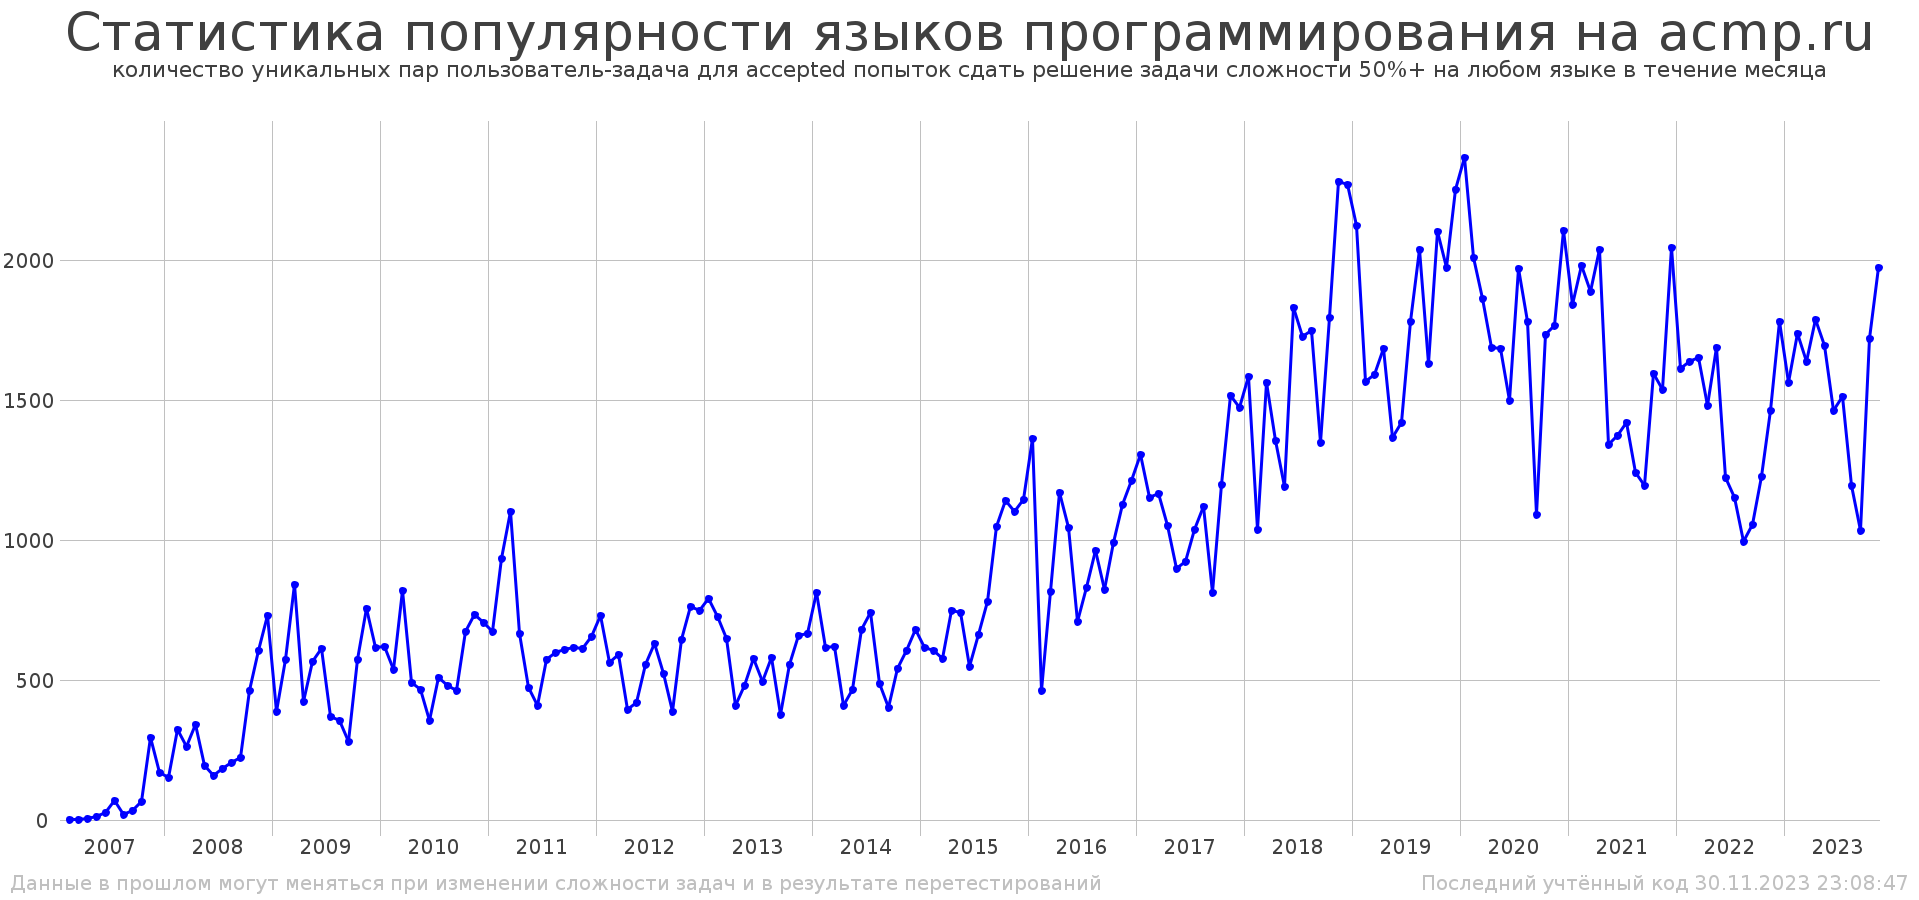 Статистика популярности языков программирования на acmp.ru
количество уникальных пар пользователь-задача для accepted попыток сдать решение задачи сложности 50%+ на любом языке в течение месяца
2000
1500
1000
500
0
2007 2008 2009 2010 2011 2012 2013 2014 2015 2016 2017 2018 2019 2020 2021 2022 2023
Данные в прошлом могут меняться при изменении сложности задач и в результате перетестирований Последний учтённый код 30.11.2023 23:08:47